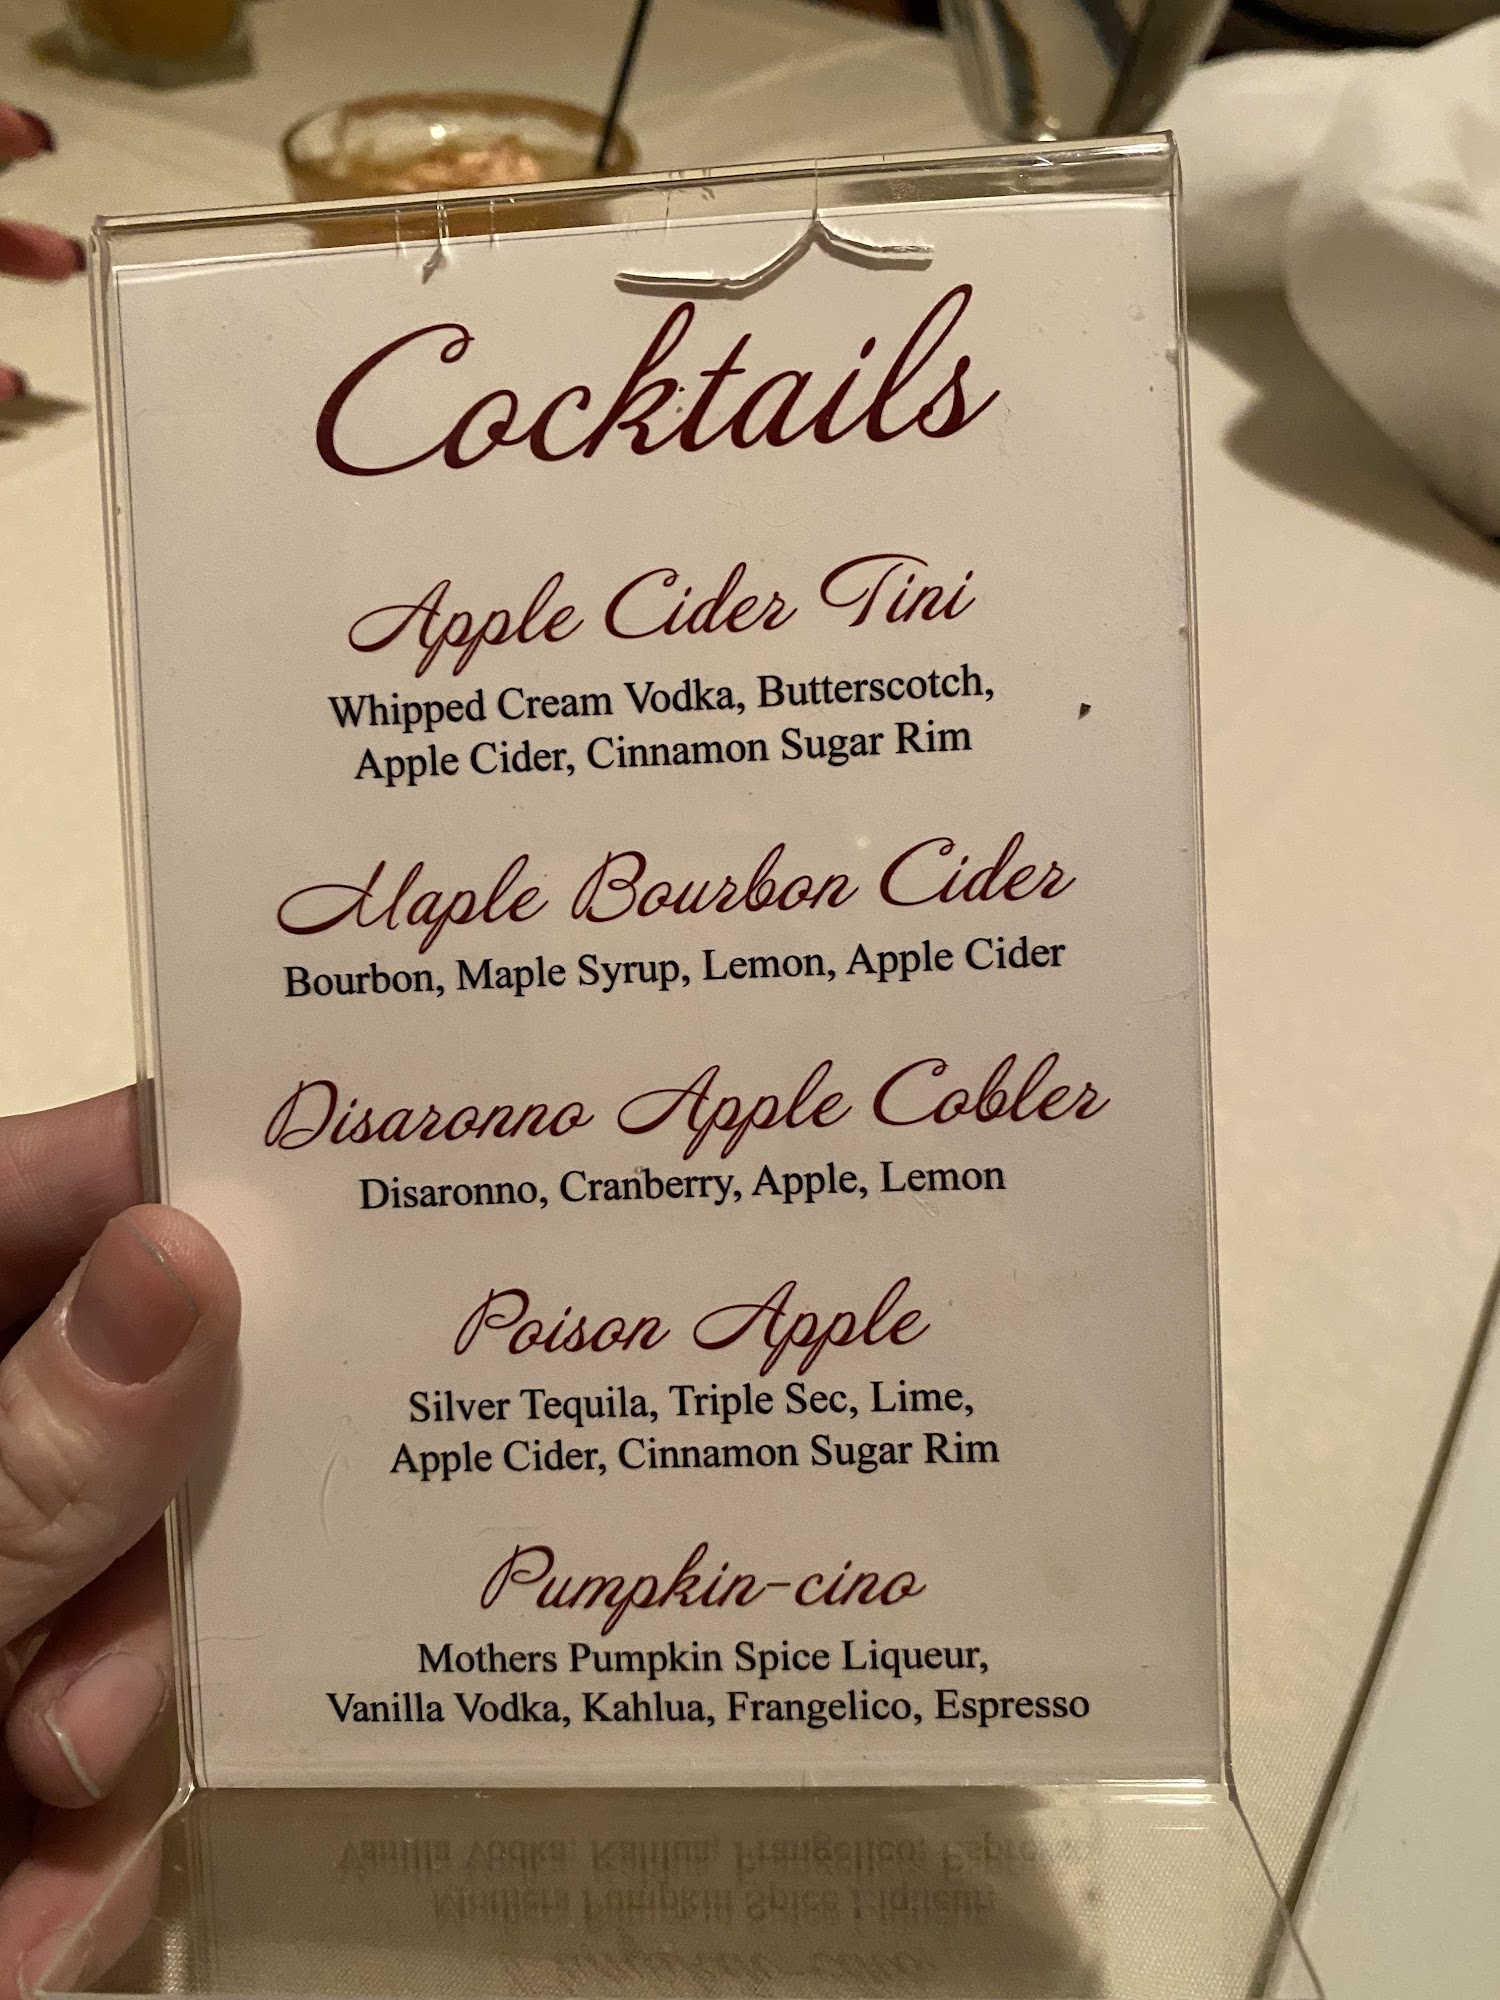 Cocktails
Apple Cider Tini
Whipped Cream Vodka, Butterscotch,
Apple Cider, Cinnamon Sugar Rim
Maple Bourbon Cider
Bourbon, Maple Syrup, Lemon, Apple Cider
Disaronno Apple Cobler
Disaronno, Cranberry, Apple, Lemon
Poison Apple
Silver Tequila, Triple Sec, Lime,
Apple Cider, Cinnamon Sugar Rim
Pumpkin-cino
Mothers Pumpkin Spice Liqueur,
Vanilla Vodka, Kahlua, Frangelico, Espresso